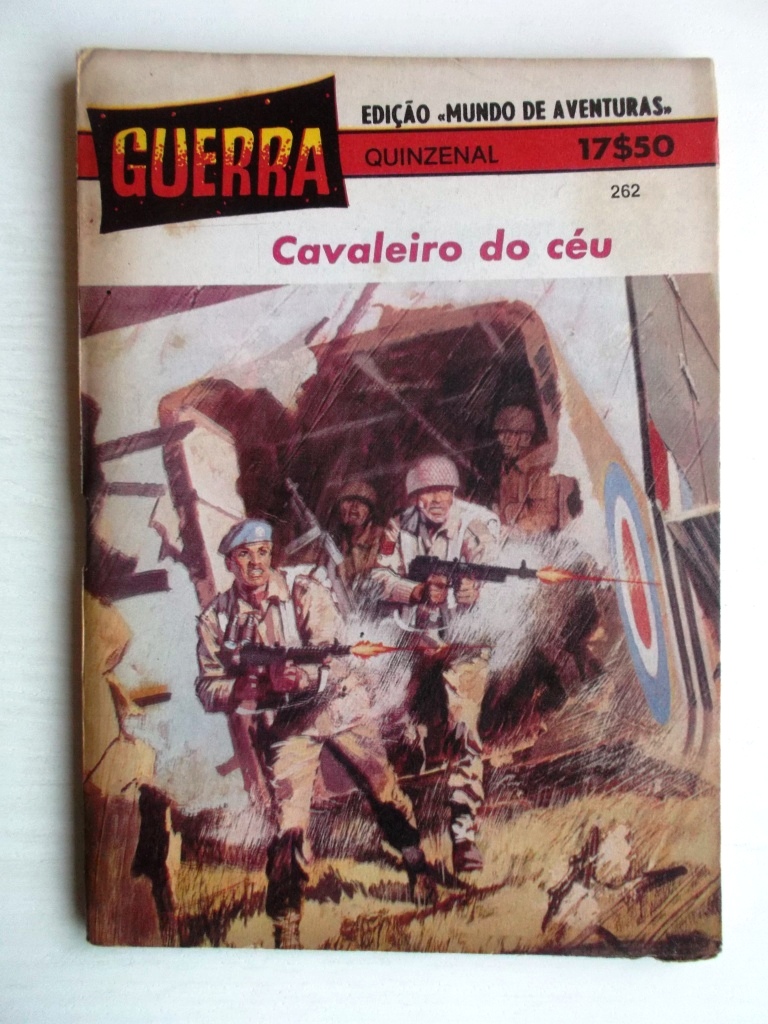 EDIÇÃO «MUNDO DE AVENTURAS»
GUERRA
QUINZENAL 17$50
262
Cavaleiro do céu